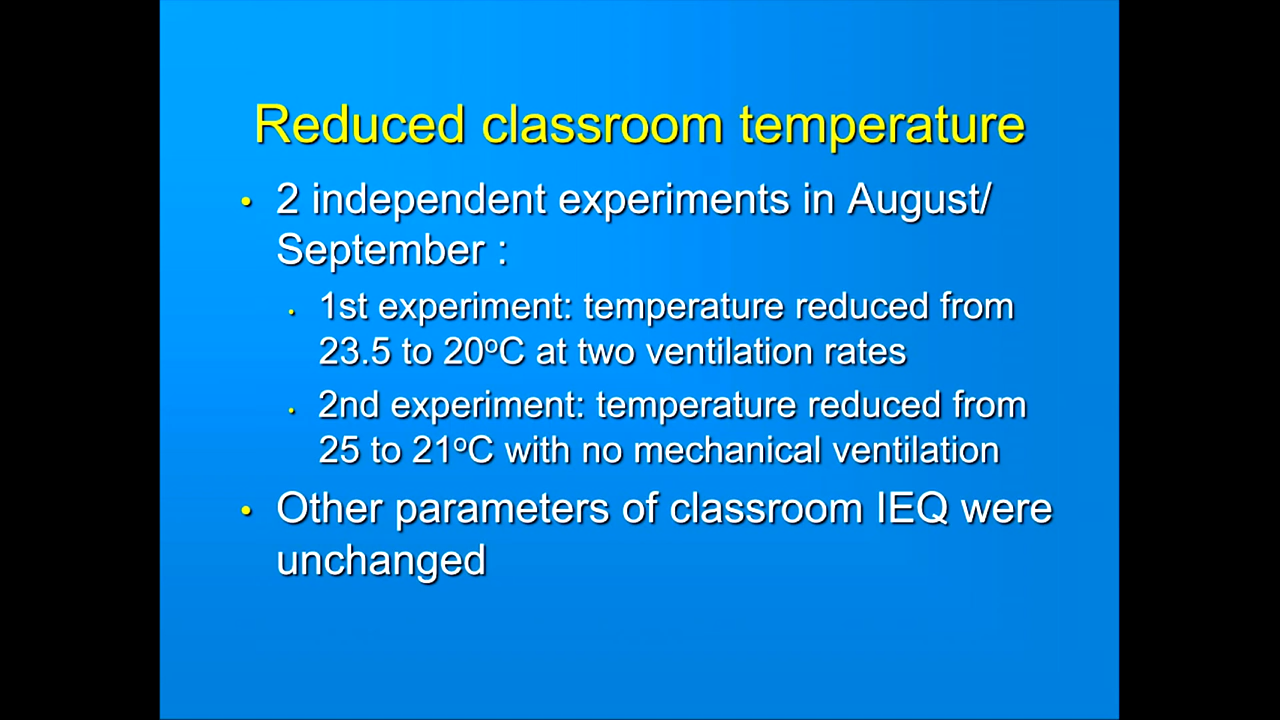 Reduced classroom temperature
• 2 independent experiments in August/
September :
• 1st experiment: temperature reduced from
23.5 to 20ºC at two ventilation rates
• 2nd experiment: temperature reduced from
25 to 21ºC with no mechanical ventilation
• Other parameters of classroom IEQ were
unchanged